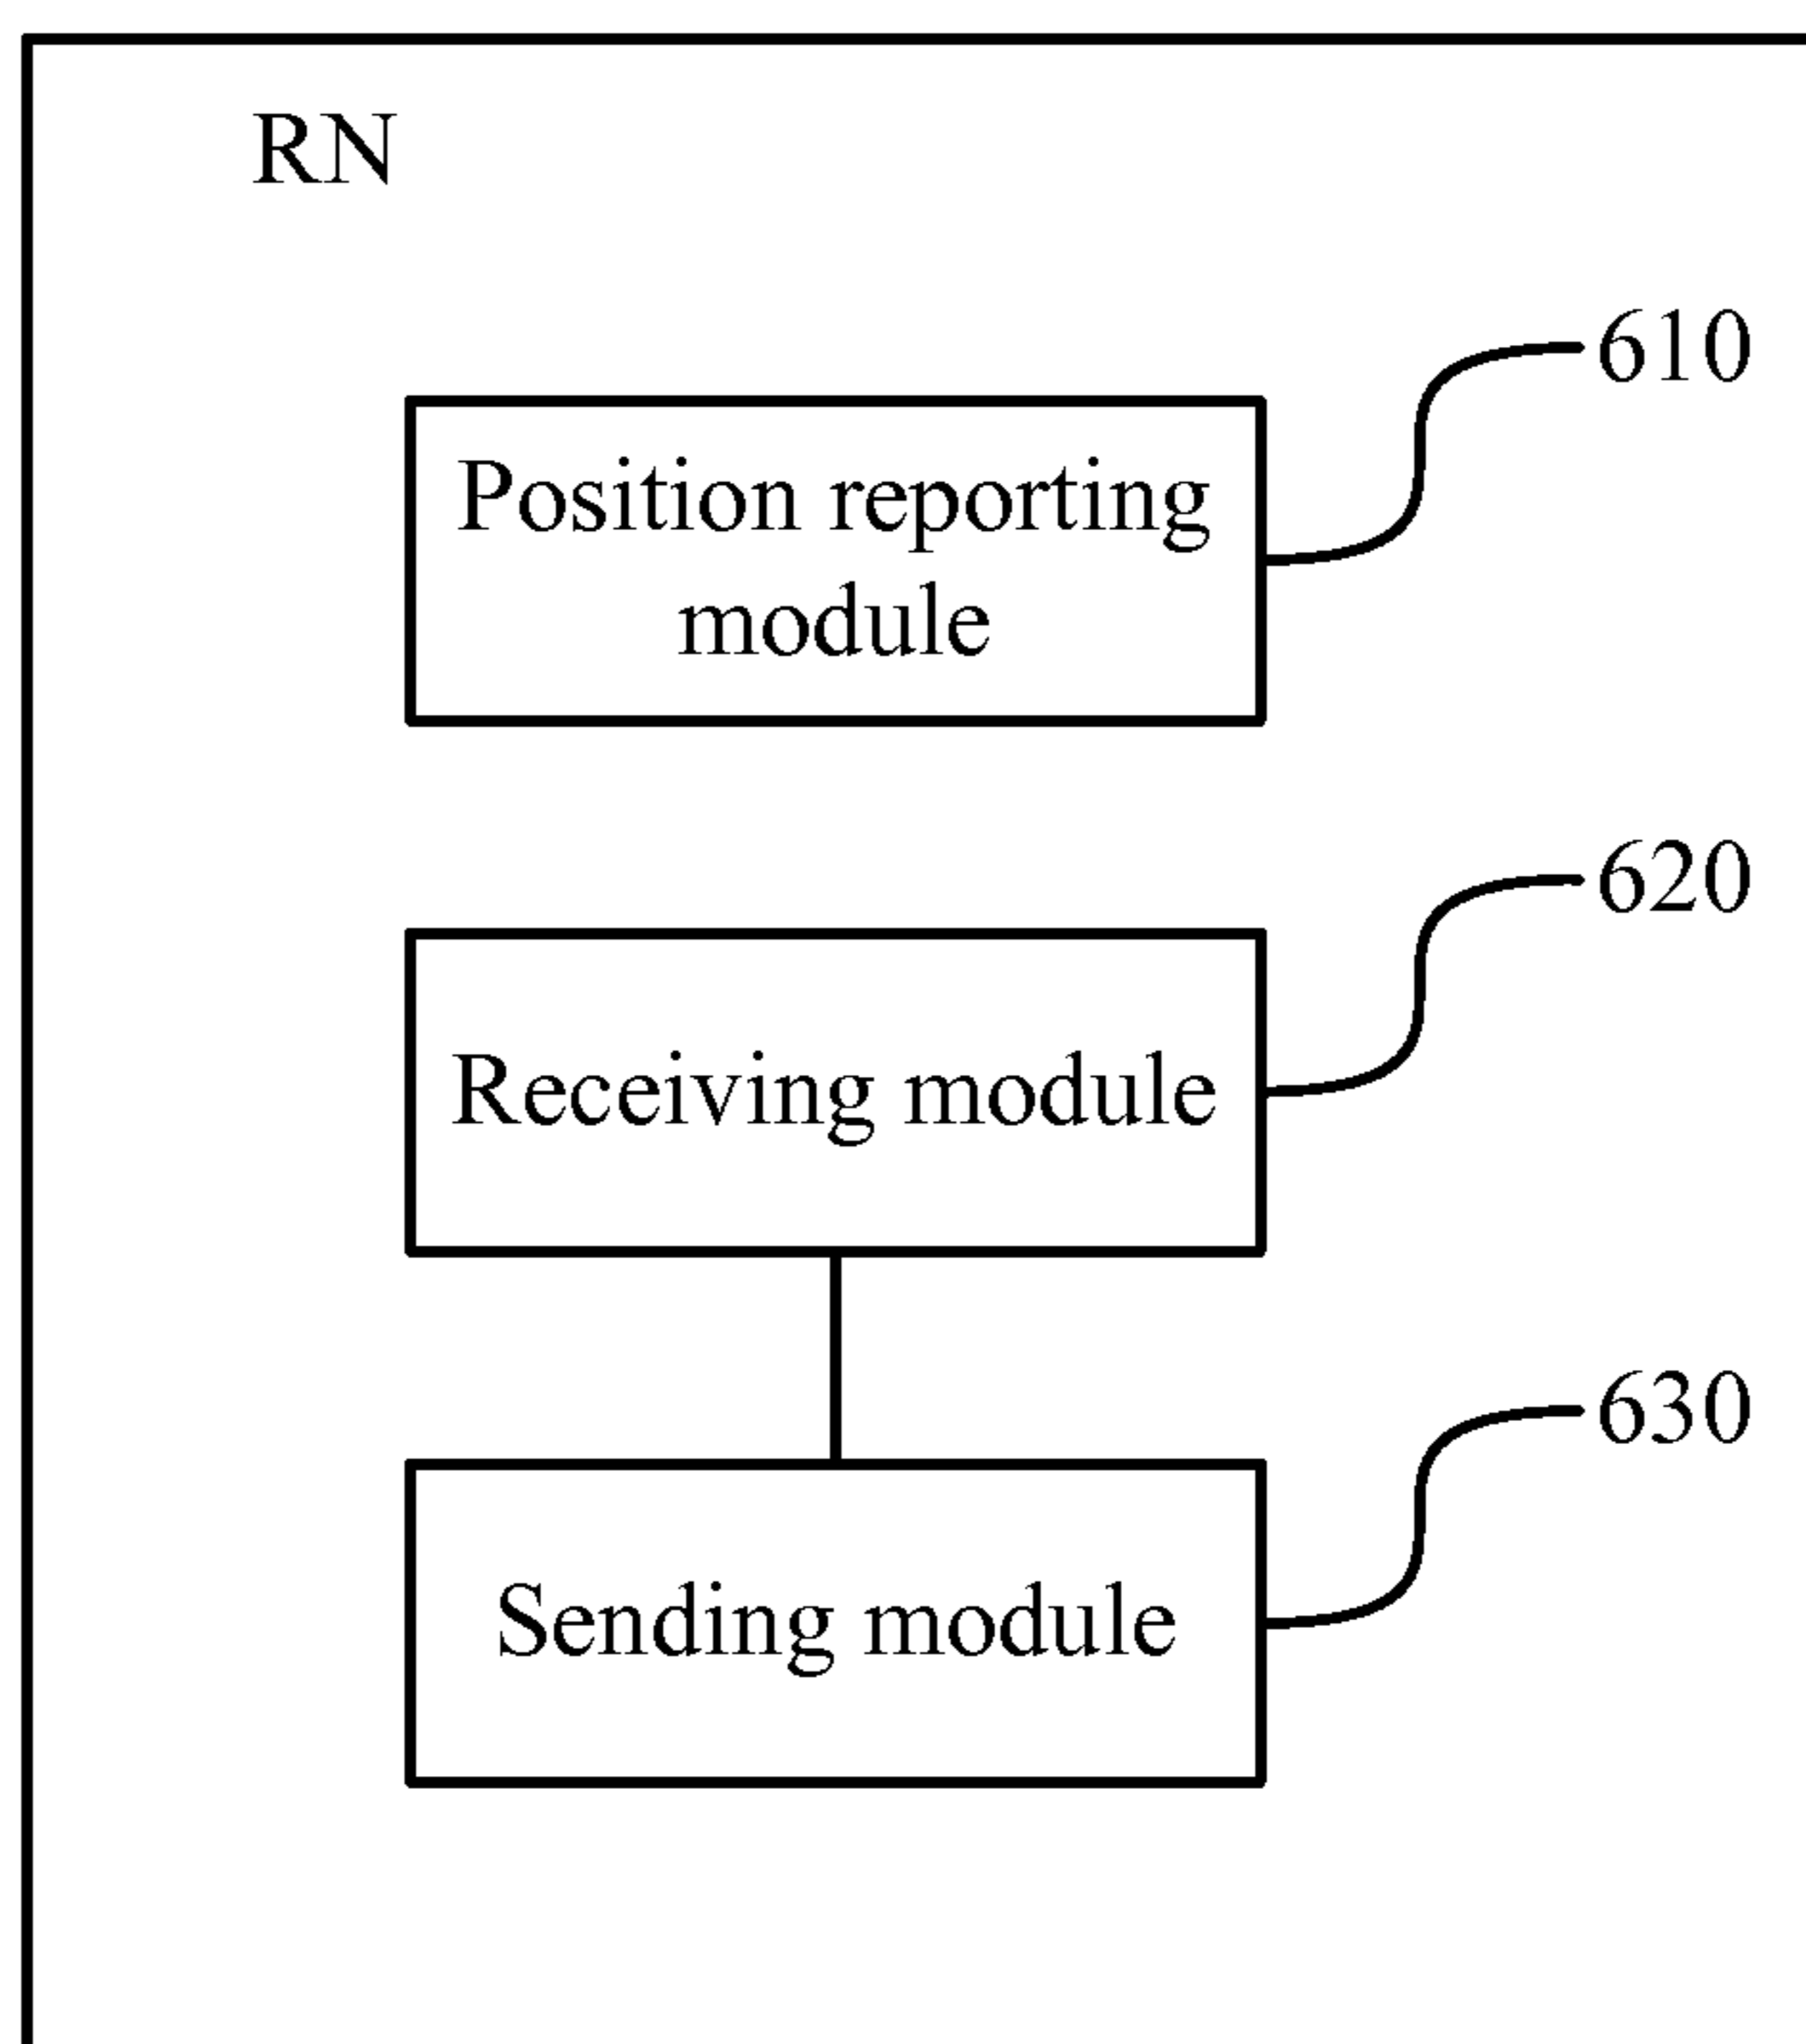 RN
610
Position reporting
module
620
Receiving module
630
Sending module